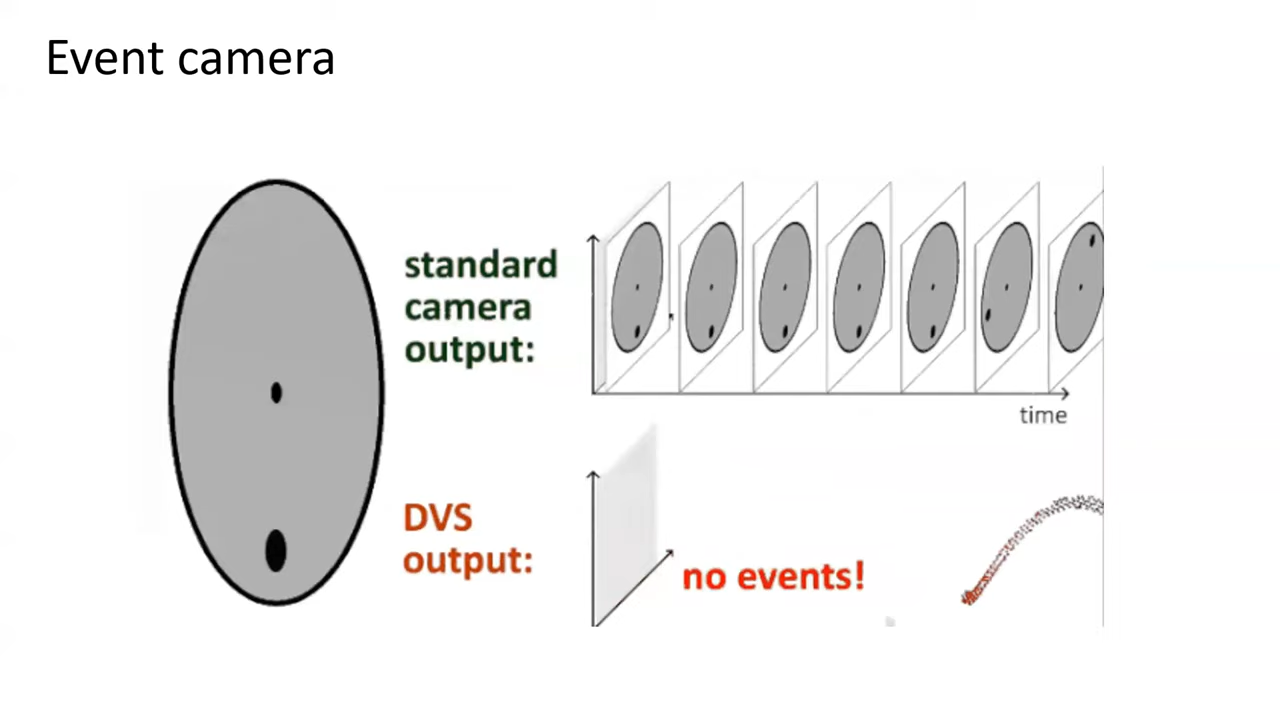 Event camera
standard
camera
output:
time
DVS
output:
no events!